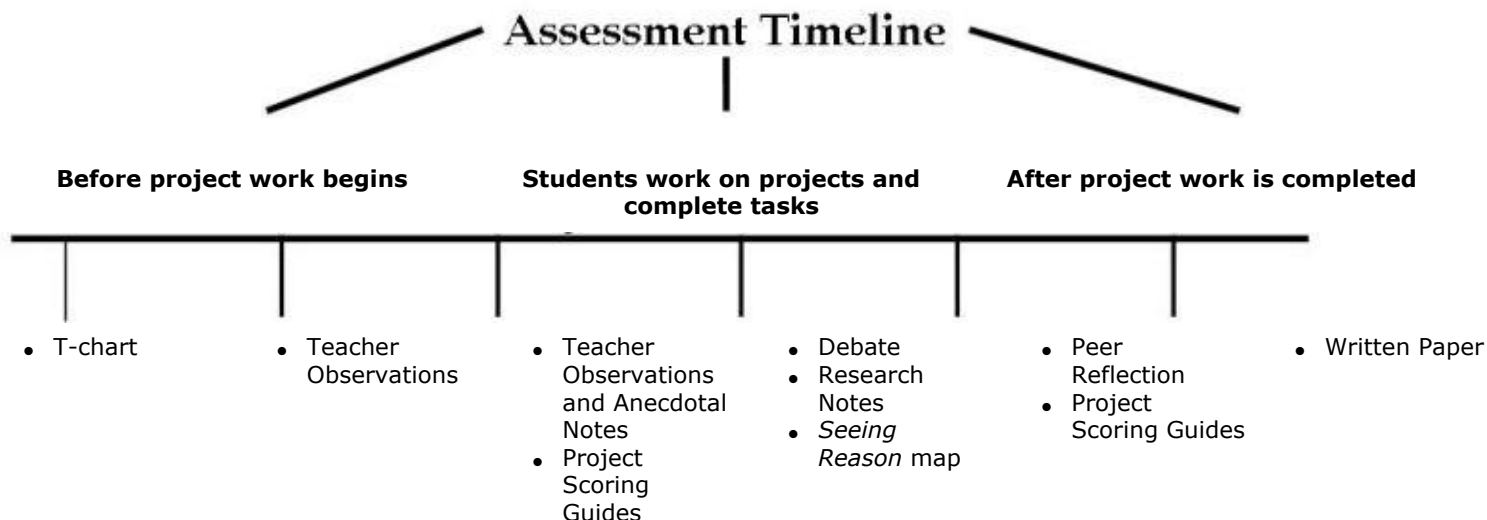 Assessment Timeline
Before project work begins
Students work on projects and
complete tasks
After project work is completed
• T-chart
• Teacher
Observations
• Teacher
Observations
and Anecdotal
Notes
• Project
Scoring
Guides
• Debate
• Research
Notes
• Seeing
Reason map
• Peer
Reflection
• Project
Scoring Guides
• Written Paper